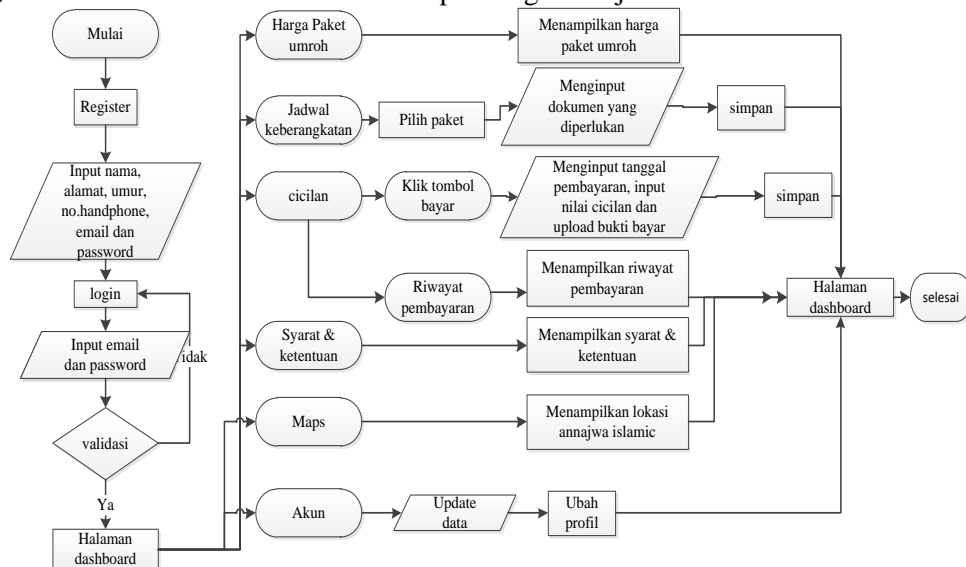 Mulai
Register
Input nama,
alamat, umur,
no.handphone,
email dan
password
login
Input email
dan password
idak
validasi
Ya
Halaman
dashboard
Harga Paket
umroh
Menampilkan harga
paket umroh
Jadwal
keberangkatan
Pilih paket
Menginput
dokumen yang
diperlukan
simpan
cicilan
Klik tombol
bayar
Menginput tanggal
pembayaran, input
nilai cicilan dan
upload bukti bayar
simpan
Riwayat
pembayaran
Menampilkan riwayat
pembayaran
Syarat &
ketentuan
Menampilkan syarat &
ketentuan
Maps
Menampilkan lokasi
annajwa islamic
Akun
Update
data
Ubah
profil
Halaman
dashboard
selesai